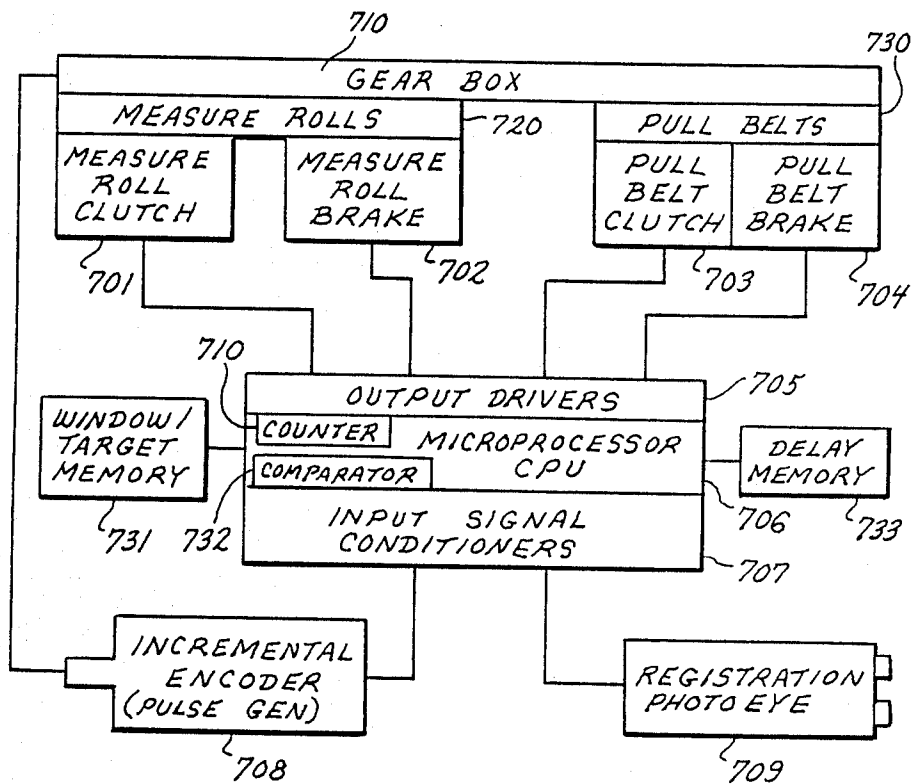 710
730
GEAR BOX
MEASURE ROLLS
720
PULL BELTS
MEASURE
ROLL
CLUTCH
MEASURE
ROLL
BRAKE
PULL
BELT
CLUTCH
PULL
BELT
BRAKE
701
702
703
704
710
OUTPUT DRIVERS
705
WINDOW/
TARGET
MEMORY
COUNTER
MICROPROCESSOR
CPU
DELAY
MEMORY
COMPARATOR
731
732
706
733
INPUT SIGNAL
CONDITIONERS
707
INCREMENTAL
ENCODER
(PULSE GEN)
REGISTRATION
PHOTO EYE
708
709